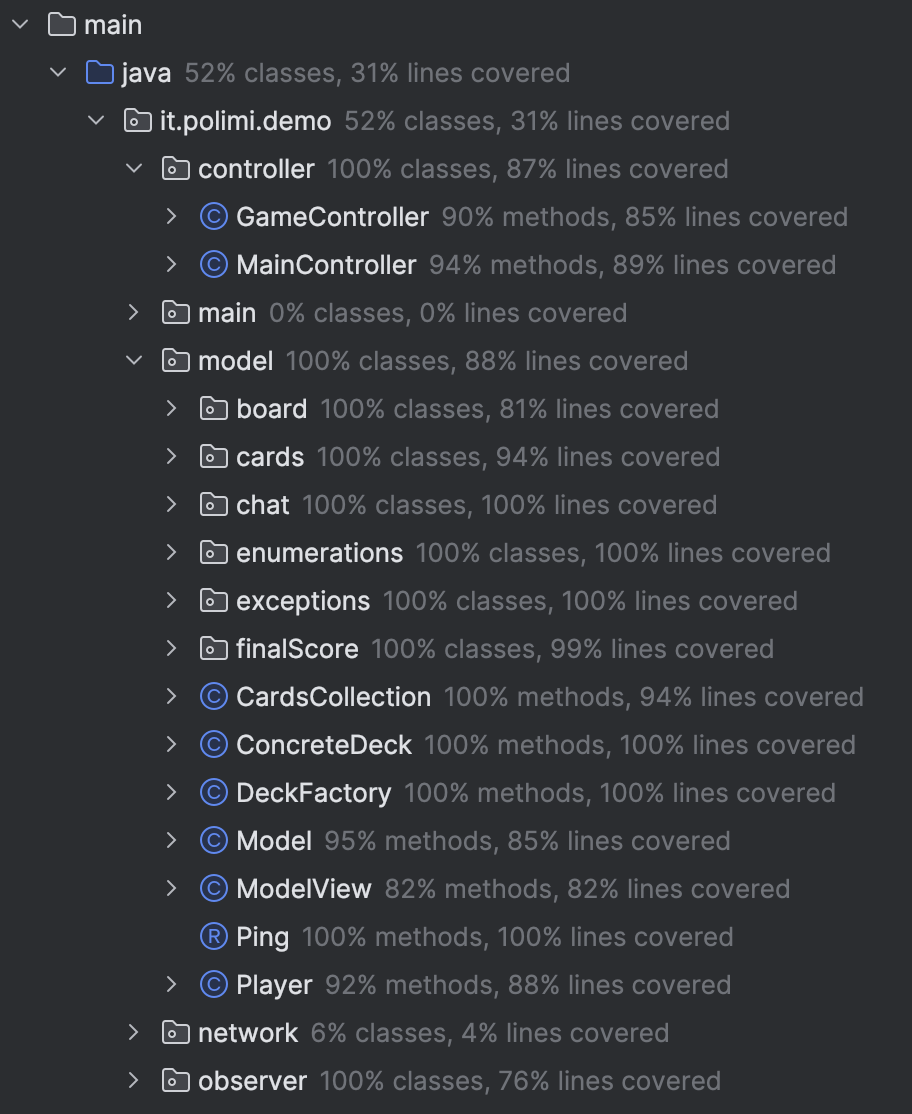 main
java 52% classes, 31% lines covered
it.polimi.demo 52% classes, 31% lines covered
controller 100% classes, 87% lines covered
C GameController 90% methods, 85% lines covered
C MainController 94% methods, 89% lines covered
main 0% classes, 0% lines covered
model 100% classes, 88% lines covered
board 100% classes, 81% lines covered
cards 100% classes, 94% lines covered
chat 100% classes, 100% lines covered
enumerations 100% classes, 100% lines covered
exceptions 100% classes, 100% lines covered
finalScore 100% classes, 99% lines covered
C CardsCollection 100% methods, 94% lines covered
C ConcreteDeck 100% methods, 100% lines covered
C DeckFactory 100% methods, 100% lines covered
C Model 95% methods, 85% lines covered
C ModelView 82% methods, 82% lines covered
R Ping 100% methods, 100% lines covered
C Player 92% methods, 88% lines covered
network 6% classes, 4% lines covered
observer 100% classes, 76% lines covered